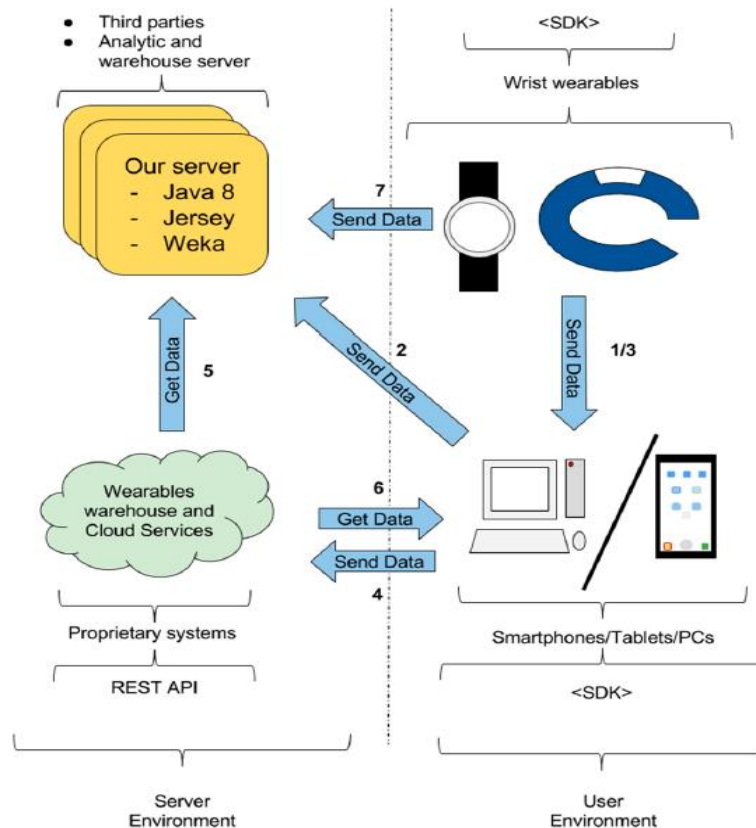 ● Third parties
● Analytic and
warehouse server
Our server
- Java 8
- Jersey
- Weka
<SDK>
Wrist wearables
7
Send Data
2
Send Data
Send Data
1/3
Get Data
5
Wearables
warehouse and
Cloud Services
6
Get Data
Send Data
4
Proprietary systems
REST API
Smartphones/Tablets/PCs
<SDK>
Server
Environment
User
Environment